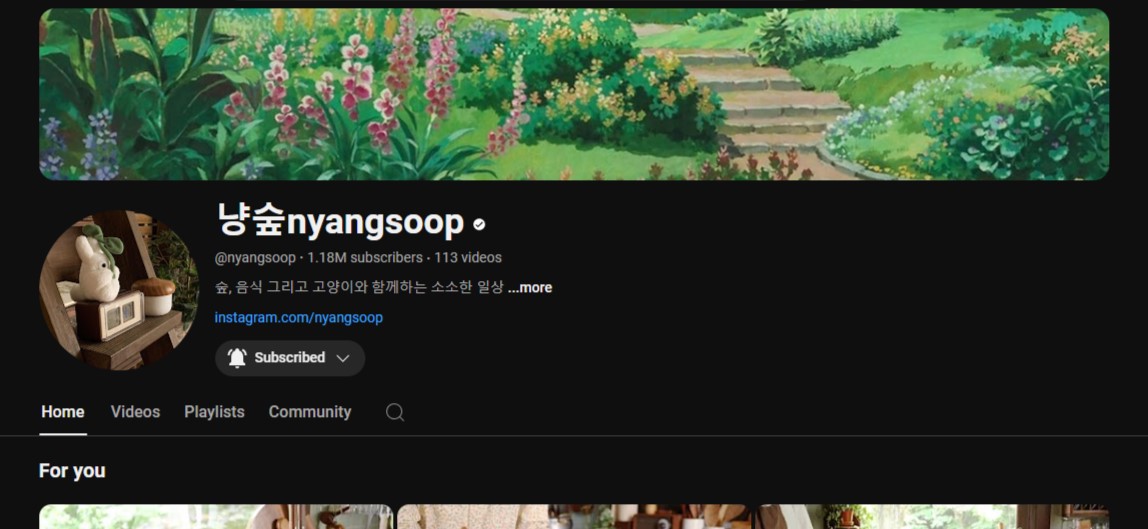 냥숲nyangsoop
@nyangsoop · 1.18M subscribers · 113 videos
숲, 음식 그리고 고양이와 함께하는 소소한 일상 ...more
instagram.com/nyangsoop
Subscribed
Home Videos Playlists Community
For you